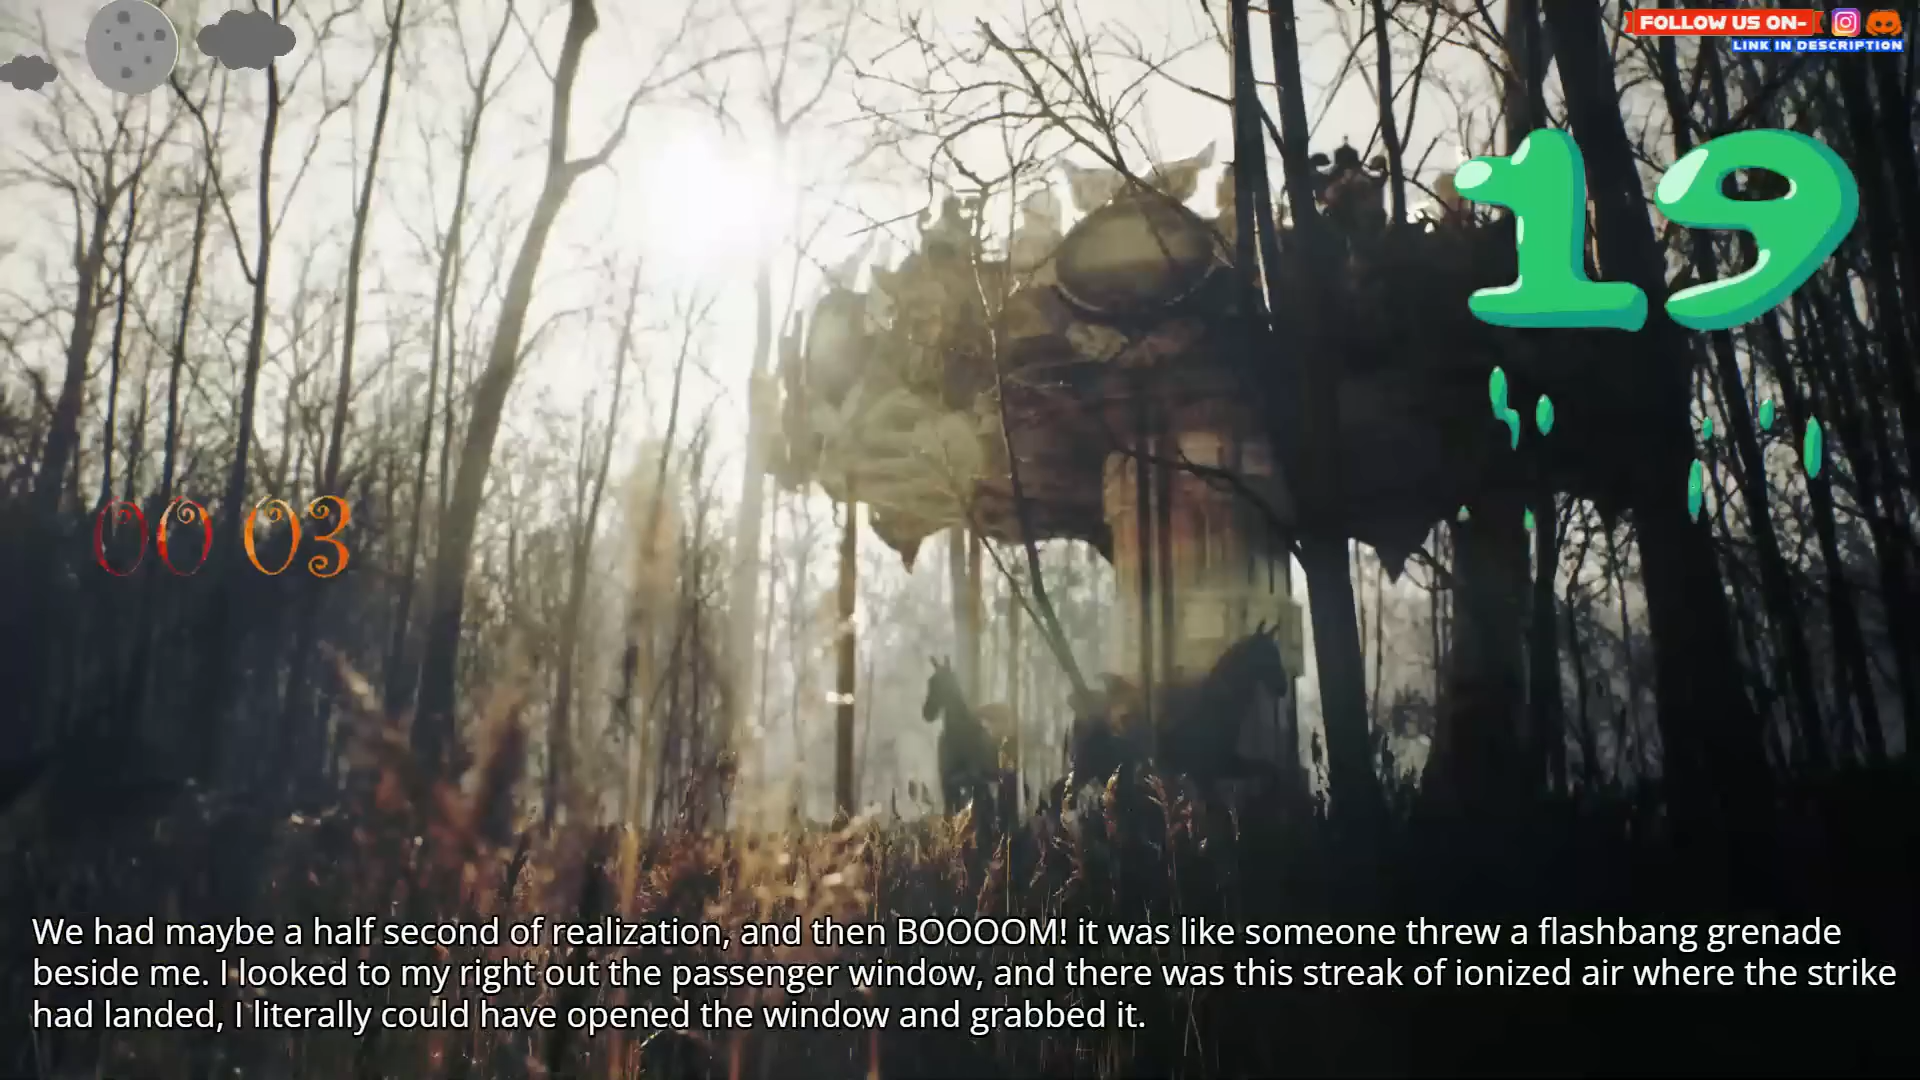 FOLLOW US ON-
LINK IN DESCRIPTION
19
00 03
We had maybe a half second of realization, and then BOOOOM! it was like someone threw a flashbang grenade
beside me. I looked to my right out the passenger window, and there was this streak of ionized air where the strike
had landed, I literally could have opened the window and grabbed it.